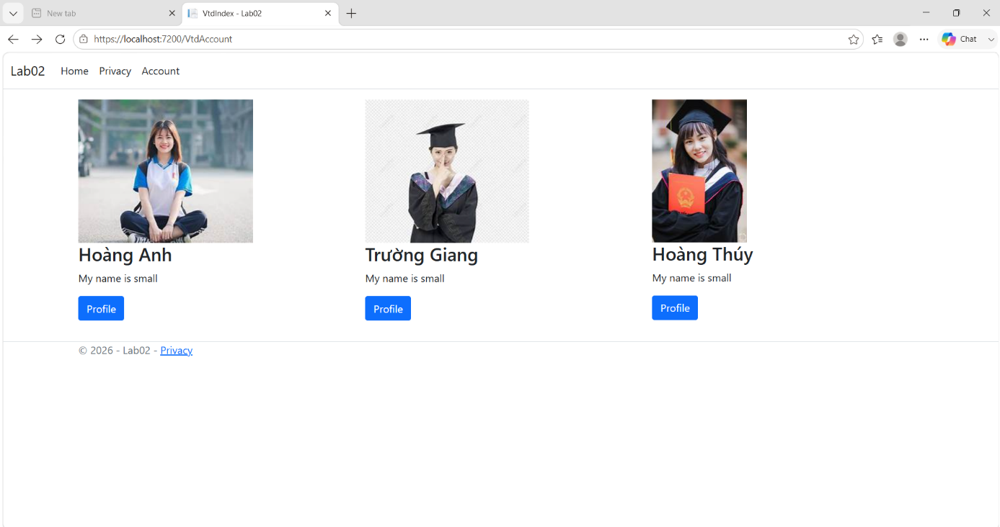 New tab
VtdIndex - Lab02
https://localhost:7200/VtdAccount
Chat
Lab02 Home Privacy Account
Hoàng Anh
My name is small
Profile
Trường Giang
My name is small
Profile
Hoàng Thúy
My name is small
Profile
© 2026 - Lab02 - Privacy